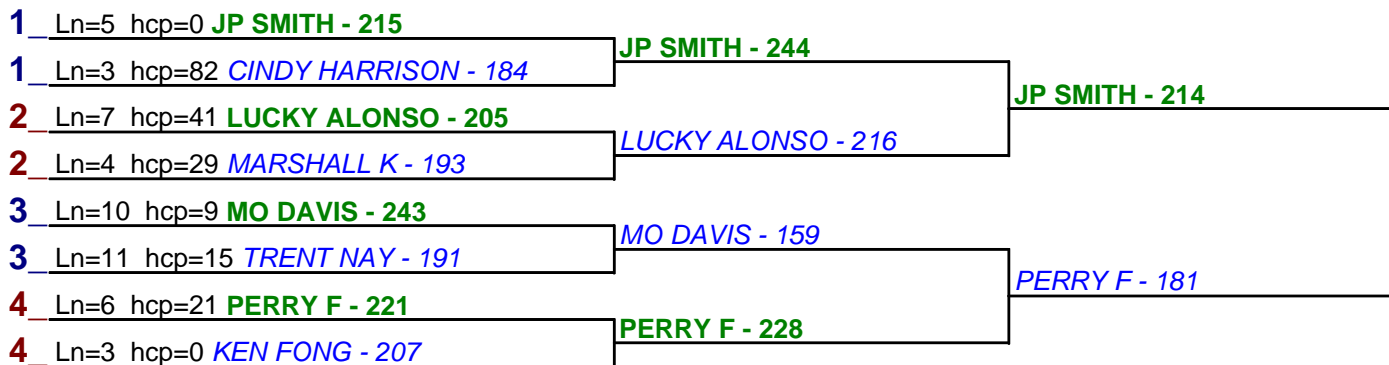 1_ Ln=5 hcp=0 JP SMITH - 215
JP SMITH - 244
1_ Ln=3 hcp=82 CINDY HARRISON - 184
JP SMITH - 214
2_ Ln=7 hcp=41 LUCKY ALONSO - 205
LUCKY ALONSO - 216
2_ Ln=4 hcp=29 MARSHALL K - 193
3_ Ln=10 hcp=9 MO DAVIS - 243
MO DAVIS - 159
3_ Ln=11 hcp=15 TRENT NAY - 191
PERRY F - 181
4_ Ln=6 hcp=21 PERRY F - 221
PERRY F - 228
4_ Ln=3 hcp=0 KEN FONG - 207